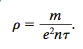 ρ = m / e²nτ.